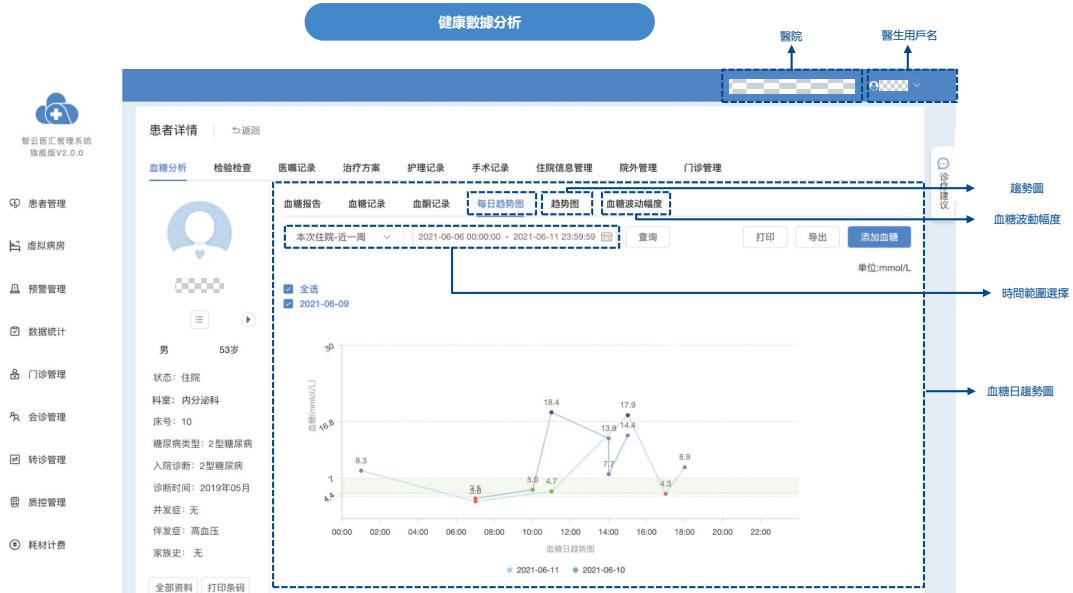 健康數據分析
醫院
醫生用戶名
智云医汇管理系统
旗舰版V2.0.0
患者管理
虚拟病房
预警管理
数据统计
门诊管理
会诊管理
转诊管理
质控管理
耗材计费
患者详情
返回
血糖分析 检验检查 医嘱记录 治疗方案 护理记录 手术记录 住院信息管理 院外管理 门诊管理
男 53岁
状态：住院
科室：内分泌科
床号：10
糖尿病类型：2型糖尿病
入院诊断：2型糖尿病
诊断时间：2019年05月
并发症：无
伴发症：高血压
家族史：无
全部资料 打印条码
血糖报告 血糖记录 血酮记录 每日趋势图 趋势图 血糖波动幅度
本次住院-近一周 2021-06-06 00:00:00 - 2021-06-11 23:59:59 查询 打印 导出 添加血糖
单位:mmol/L
全选
2021-06-09
血糖(mmlol/L)
30
16.8
7
4.4
8.3
3.5
3.0
5.0
4.7
18.4
13.9
7.7
17.9
14.4
4.3
8.9
00:00 02:00 04:00 06:00 08:00 10:00 12:00 14:00 16:00 18:00 20:00 22:00
血糖日趋势图
2021-06-11 2021-06-10
诊疗建议
趨勢圖
血糖波動幅度
時間範圍選擇
血糖日趨勢圖